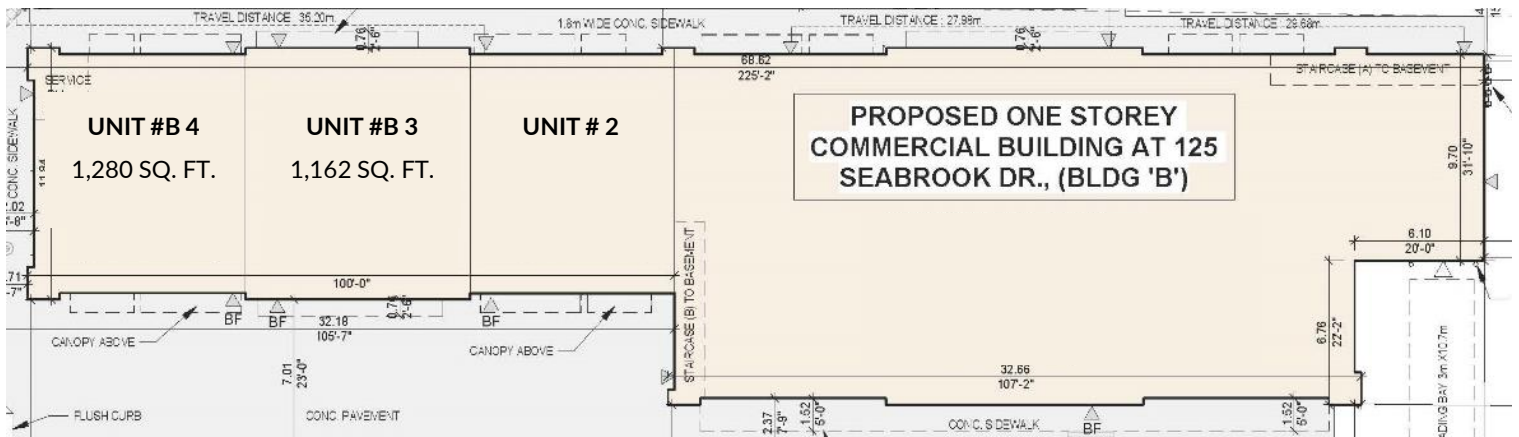 TRAVEL DISTANCE : 35.20m.
1.8m WIDE CONC. SIDEWALK
TRAVEL DISTANCE : 27.98m
TRAVEL DISTANCE : 29.68m
0.76
2'-6"
0.76
2'-6"
68.62
225'-2"
SERVICE
STAIRCASE (A) TO BASEMENT
UNIT #B 4
1,280 SQ. FT.
UNIT #B 3
1,162 SQ. FT.
UNIT # 2
PROPOSED ONE STOREY
COMMERCIAL BUILDING AT 125
SEABROOK DR., (BLDG 'B')
9.70
31'-10"
CONC. SIDEWALK
6.10
20'-0"
STAIRCASE (B) TO BASEMENT
100'-0"
0.76
2'-6"
BF
BF
BF
32.18
105'-7"
CANOPY ABOVE
CANOPY ABOVE
7.01
23'-0"
6.76
22'-2"
32.66
107'-2"
FLUSH CURB
CONC. PAVEMENT
2.37
7'-9"
1.52
5'-0"
CONC. SIDEWALK
BF
1.52
5'-0"
ADING BAY 3m X10.7m